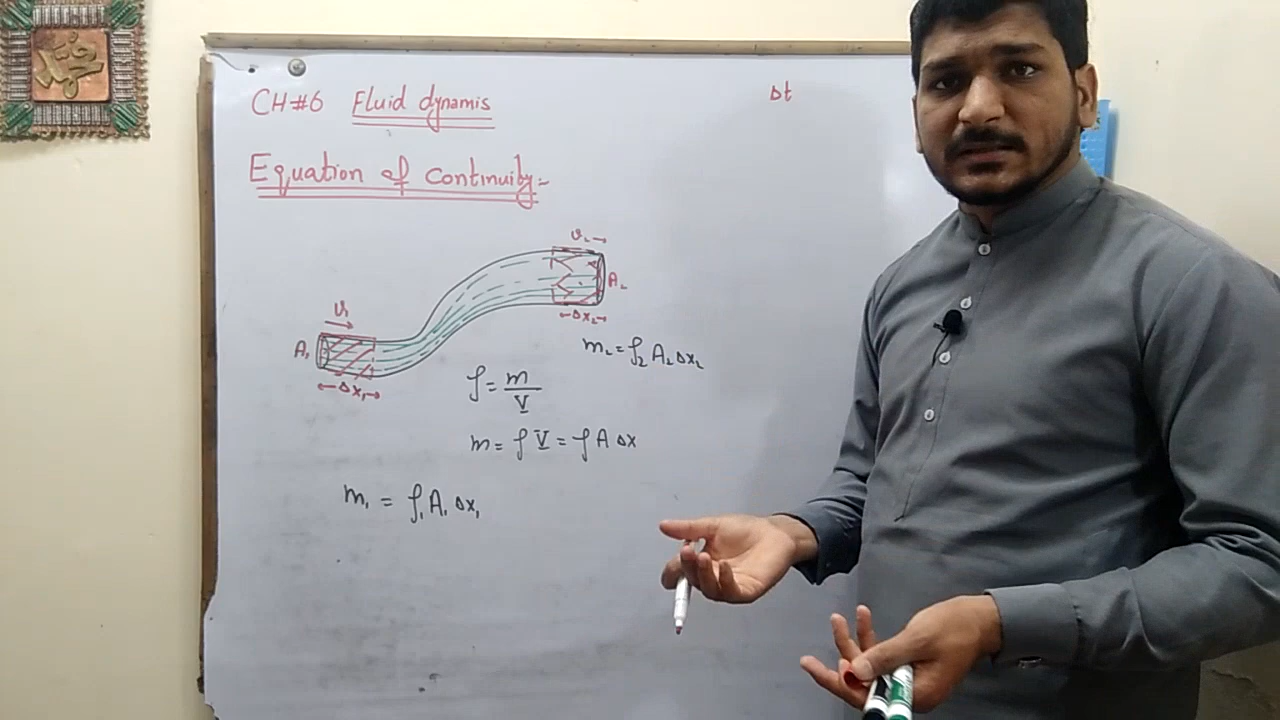 محمد
CH#6 Fluid dynamis
Δt
Equation of continuity:-
v₂
A₂
Δx₂
v₁
A₁
Δx₁
m₂ = ρ₂ A₂ Δx₂
ρ = m / V
m = ρ V = ρ A Δx
m₁ = ρ₁ A₁ Δx₁